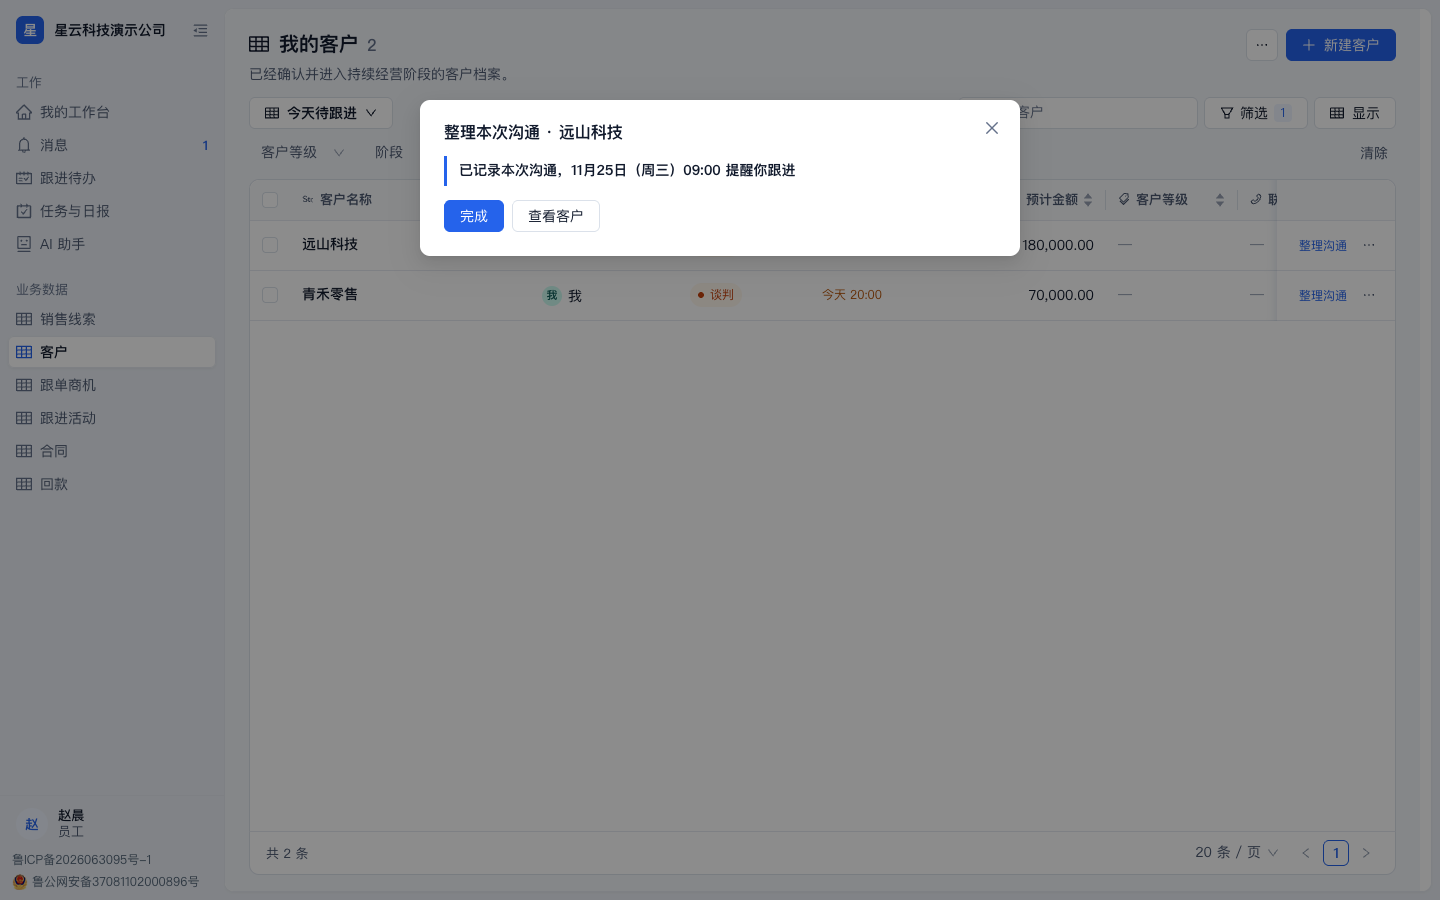 星 星云科技演示公司
工作
我的工作台
消息 1
跟进待办
任务与日报
AI 助手
业务数据
销售线索
客户
跟单商机
跟进活动
合同
回款
赵 赵晨
员工
鲁ICP备2026063095号-1
鲁公网安备37081102000896号
我的客户 2
··· + 新建客户
已经确认并进入持续经营阶段的客户档案。
今天待跟进 客户 筛选 1 显示
客户等级 阶段 清除
整理本次沟通 · 远山科技
已记录本次沟通，11月25日（周三）09:00 提醒你跟进
完成 查看客户
客户名称 预计金额 客户等级
远山科技 180,000.00 — — 整理沟通 ···
青禾零售 我 我 谈判 今天 20:00 70,000.00 — — 整理沟通 ···
共 2 条 20 条 / 页 1